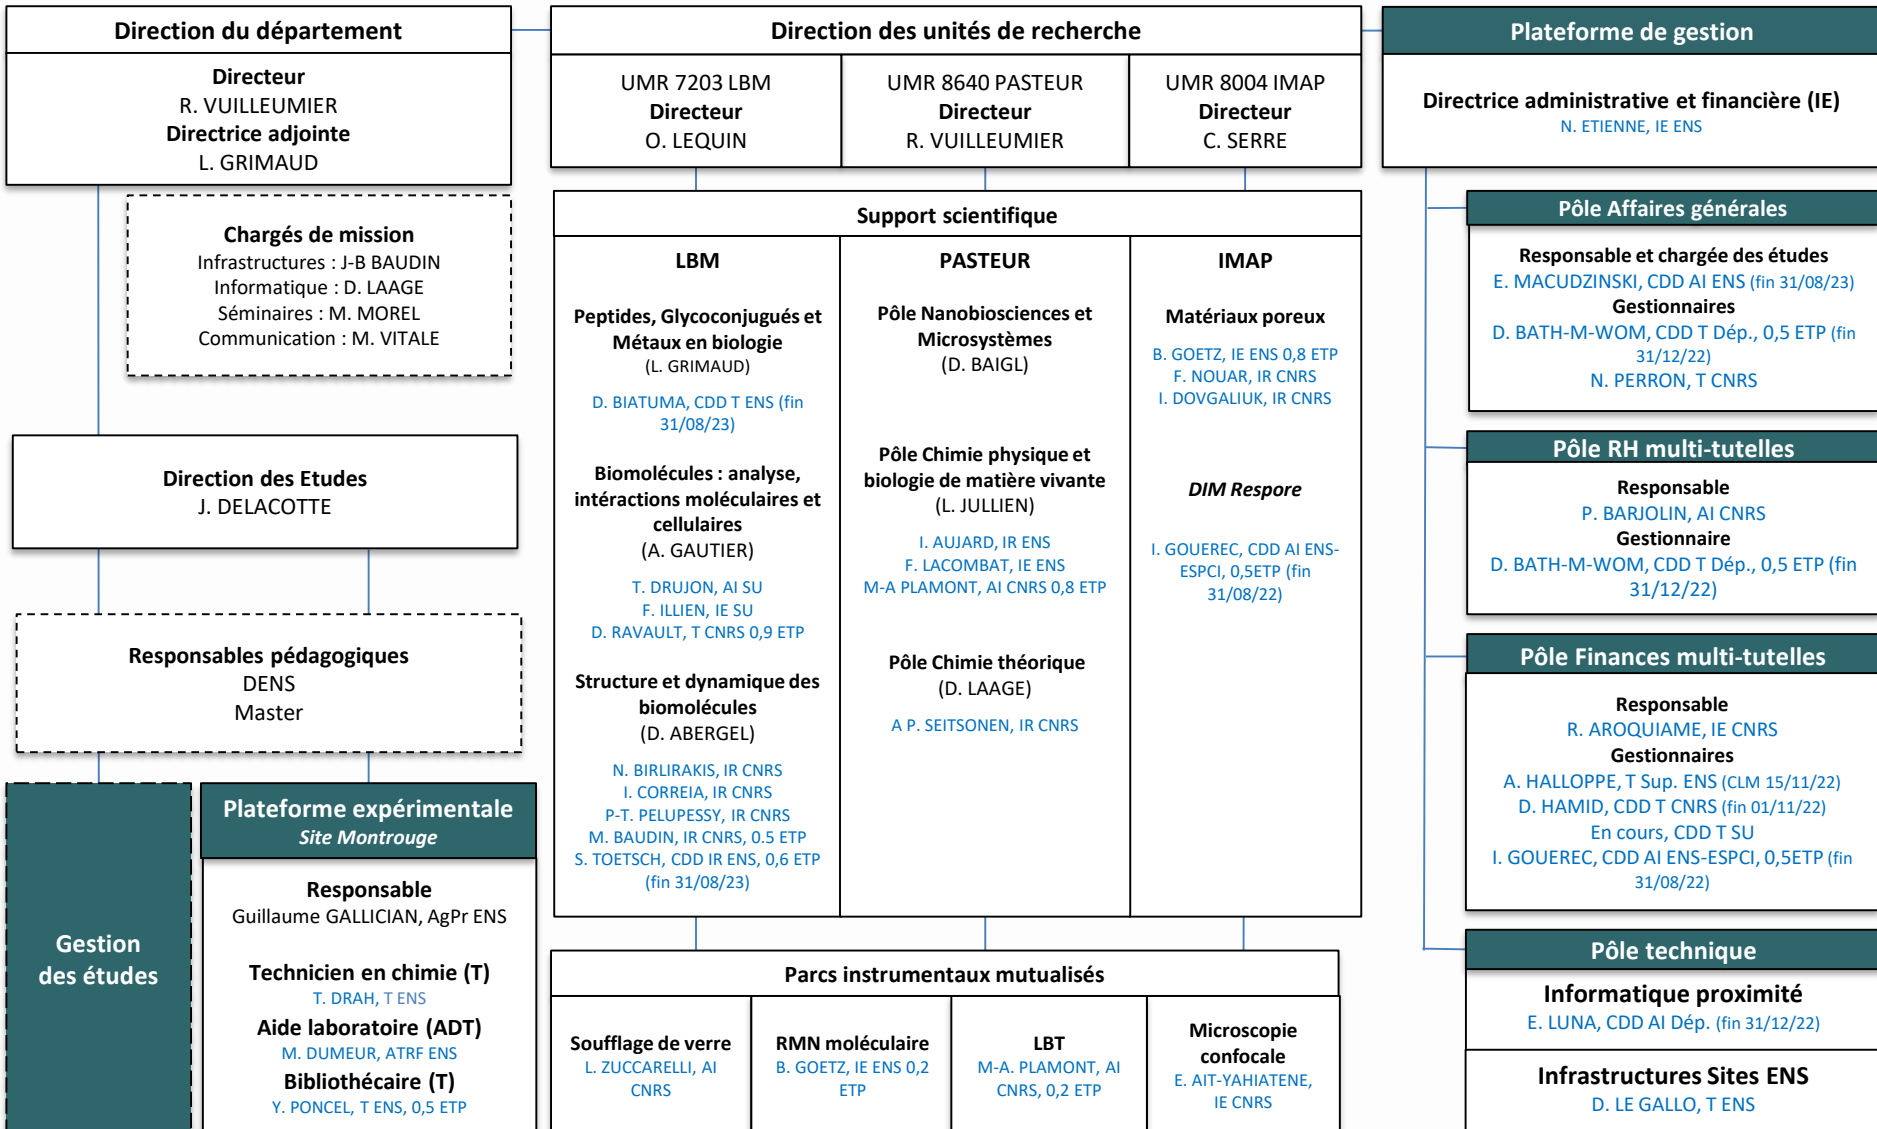 Direction du département
Directeur
R. VUILLEUMIER
Directrice adjointe
L. GRIMAUD
Chargés de mission
Infrastructures : J-B BAUDIN
Informatique : D. LAAGE
Séminaires : M. MOREL
Communication : M. VITALE
Direction des Etudes
J. DELACOTTE
Responsables pédagogiques
DENS
Master
Gestion
des études
Plateforme expérimentale
Site Montrouge
Responsable
Guillaume GALLICIAN, AgPr ENS
Technicien en chimie (T)
T. DRAH, T ENS
Aide laboratoire (ADT)
M. DUMEUR, ATRF ENS
Bibliothécaire (T)
Y. PONCEL, T ENS, 0,5 ETP
Direction des unités de recherche
UMR 7203 LBM
Directeur
O. LEQUIN
UMR 8640 PASTEUR
Directeur
R. VUILLEUMIER
UMR 8004 IMAP
Directeur
C. SERRE
Support scientifique
LBM
Peptides, Glycoconjugués et
Métaux en biologie
(L. GRIMAUD)
D. BIATUMA, CDD T ENS (fin
31/08/23)
Biomolécules : analyse,
intéractions moléculaires et
cellulaires
(A. GAUTIER)
T. DRUJON, AI SU
F. ILLIEN, IE SU
D. RAVAULT, T CNRS 0,9 ETP
Structure et dynamique des
biomolécules
(D. ABERGEL)
N. BIRLIRAKIS, IR CNRS
I. CORREIA, IR CNRS
P-T. PELUPESSY, IR CNRS
M. BAUDIN, IR CNRS, 0.5 ETP
S. TOETSCH, CDD IR ENS, 0,6 ETP
(fin 31/08/23)
PASTEUR
Pôle Nanobiosciences et
Microsystèmes
(D. BAIGL)
Pôle Chimie physique et
biologie de matière vivante
(L. JULLIEN)
I. AUJARD, IR ENS
F. LACOMBAT, IE ENS
M-A PLAMONT, AI CNRS 0,8 ETP
Pôle Chimie théorique
(D. LAAGE)
A P. SEITSONEN, IR CNRS
IMAP
Matériaux poreux
B. GOETZ, IE ENS 0,8 ETP
F. NOUAR, IR CNRS
I. DOVGALIUK, IR CNRS
DIM Respore
I. GOUEREC, CDD AI ENS-
ESPCI, 0,5ETP (fin
31/08/22)
Parcs instrumentaux mutualisés
Soufflage de verre
L. ZUCCARELLI, AI
CNRS
RMN moléculaire
B. GOETZ, IE ENS 0,2
ETP
LBT
M-A. PLAMONT, AI
CNRS, 0,2 ETP
Microscopie
confocale
E. AIT-YAHIATENE,
IE CNRS
Plateforme de gestion
Directrice administrative et financière (IE)
N. ETIENNE, IE ENS
Pôle Affaires générales
Responsable et chargée des études
E. MACUDZINSKI, CDD AI ENS (fin 31/08/23)
Gestionnaires
D. BATH-M-WOM, CDD T Dép., 0,5 ETP (fin
31/12/22)
N. PERRON, T CNRS
Pôle RH multi-tutelles
Responsable
P. BARJOLIN, AI CNRS
Gestionnaire
D. BATH-M-WOM, CDD T Dép., 0,5 ETP (fin
31/12/22)
Pôle Finances multi-tutelles
Responsable
R. AROQUIAME, IE CNRS
Gestionnaires
A. HALLOPPE, T Sup. ENS (CLM 15/11/22)
D. HAMID, CDD T CNRS (fin 01/11/22)
En cours, CDD T SU
I. GOUEREC, CDD AI ENS-ESPCI, 0,5ETP (fin
31/08/22)
Pôle technique
Informatique proximité
E. LUNA, CDD AI Dép. (fin 31/12/22)
Infrastructures Sites ENS
D. LE GALLO, T ENS